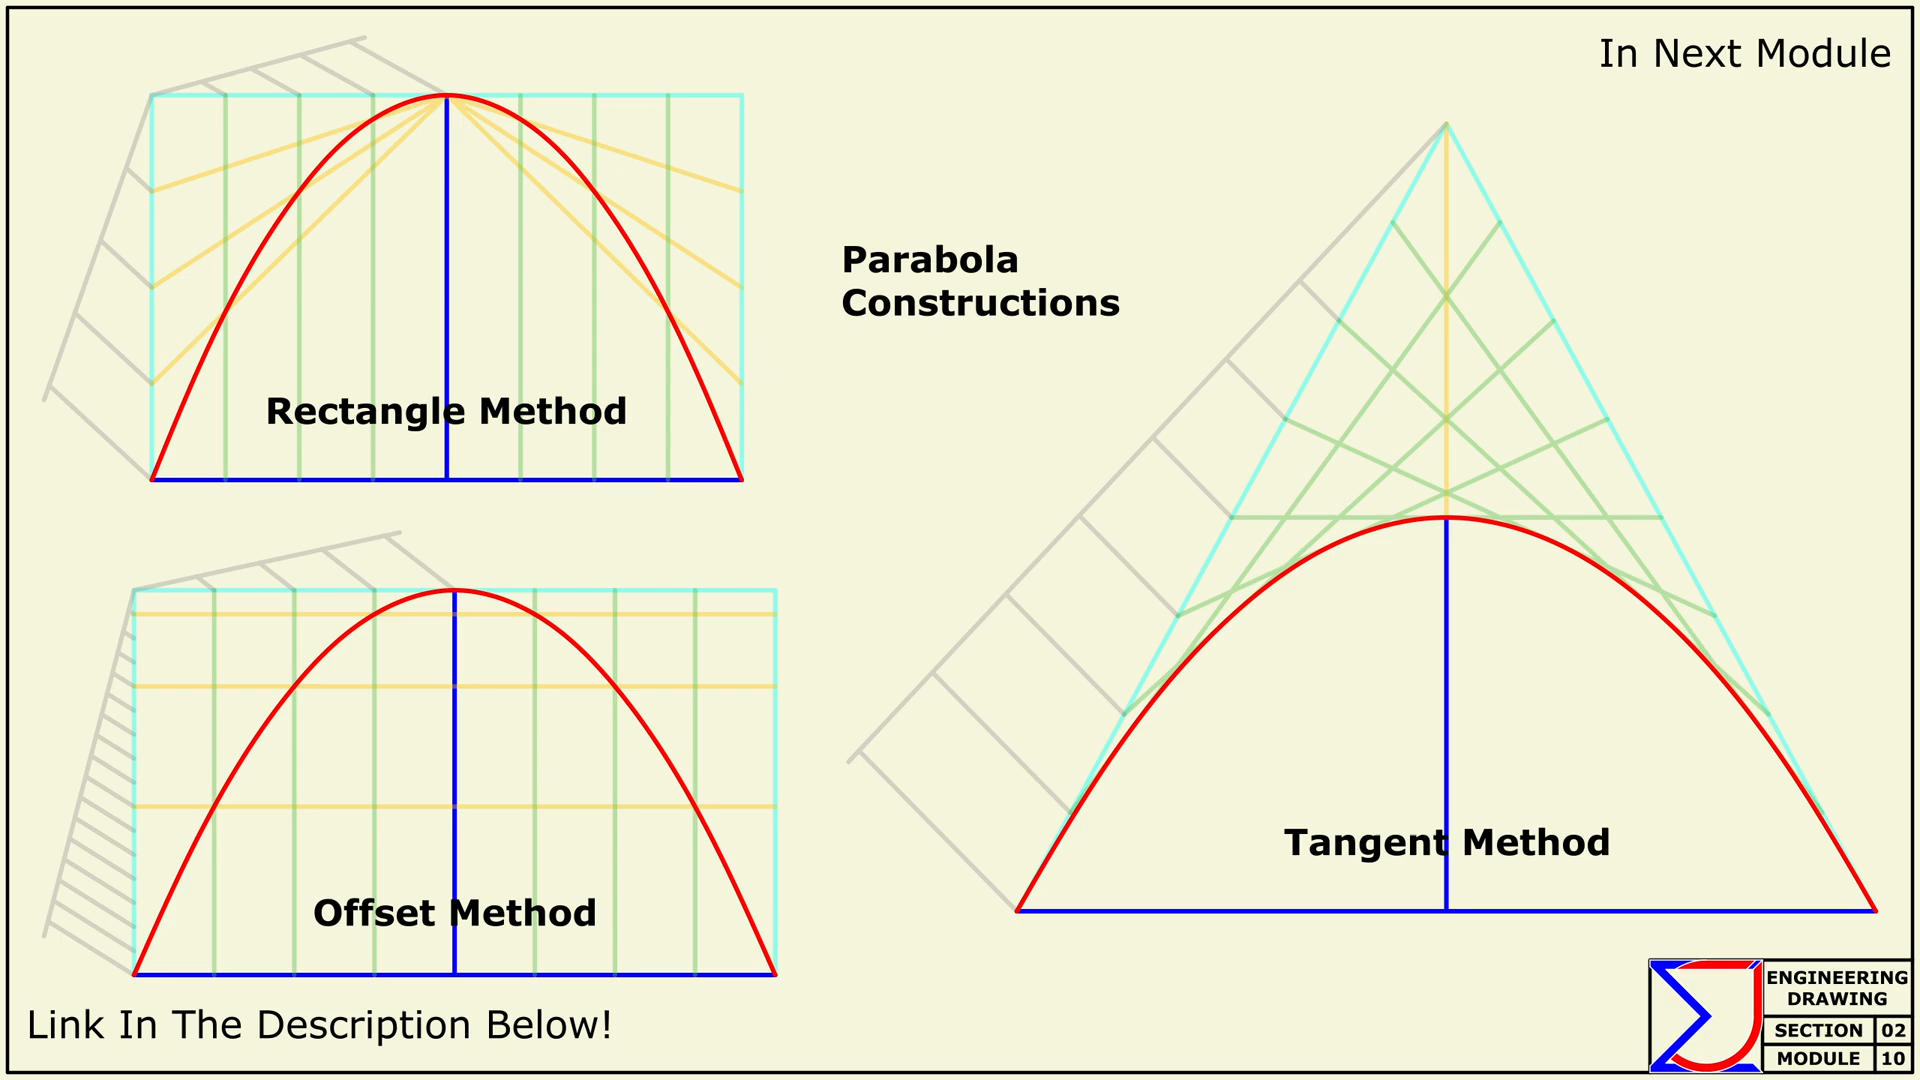 In Next Module
Parabola
Constructions
Rectangle Method
Tangent Method
Offset Method
Link In The Description Below!
ENGINEERING
DRAWING
SECTION 02
MODULE 10